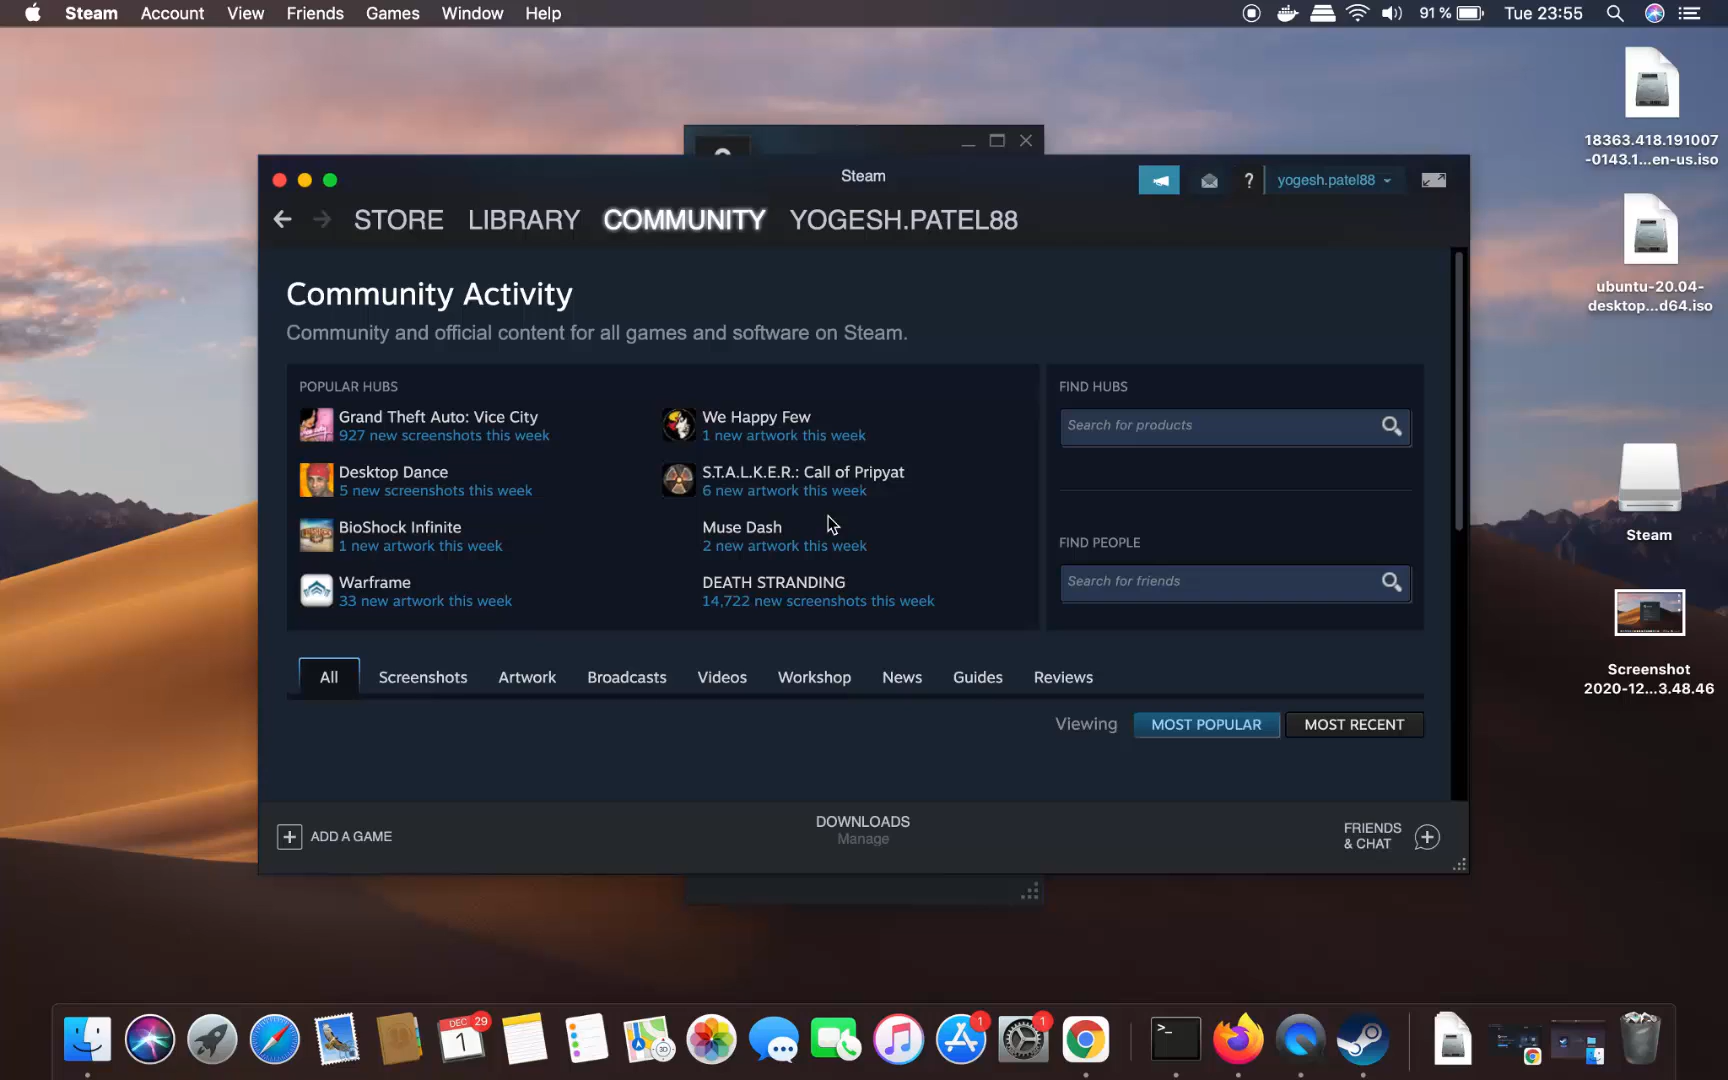 Steam Account View Friends Games Window Help
91 % Tue 23:55
18363.418.191007
-0143.1...en-us.iso
ubuntu-20.04-
desktop...d64.iso
Steam
Screenshot
2020-12...3.48.46
Steam
? yogesh.patel88
STORE LIBRARY COMMUNITY YOGESH.PATEL88
Community Activity
Community and official content for all games and software on Steam.
POPULAR HUBS
Grand Theft Auto: Vice City
927 new screenshots this week
We Happy Few
1 new artwork this week
Desktop Dance
5 new screenshots this week
S.T.A.L.K.E.R.: Call of Pripyat
6 new artwork this week
BioShock Infinite
1 new artwork this week
Muse Dash
2 new artwork this week
Warframe
33 new artwork this week
DEATH STRANDING
14,722 new screenshots this week
FIND HUBS
Search for products
FIND PEOPLE
Search for friends
All Screenshots Artwork Broadcasts Videos Workshop News Guides Reviews
Viewing MOST POPULAR MOST RECENT
ADD A GAME
DOWNLOADS
Manage
FRIENDS
& CHAT
DEC 29
1
3D
1
1
>_